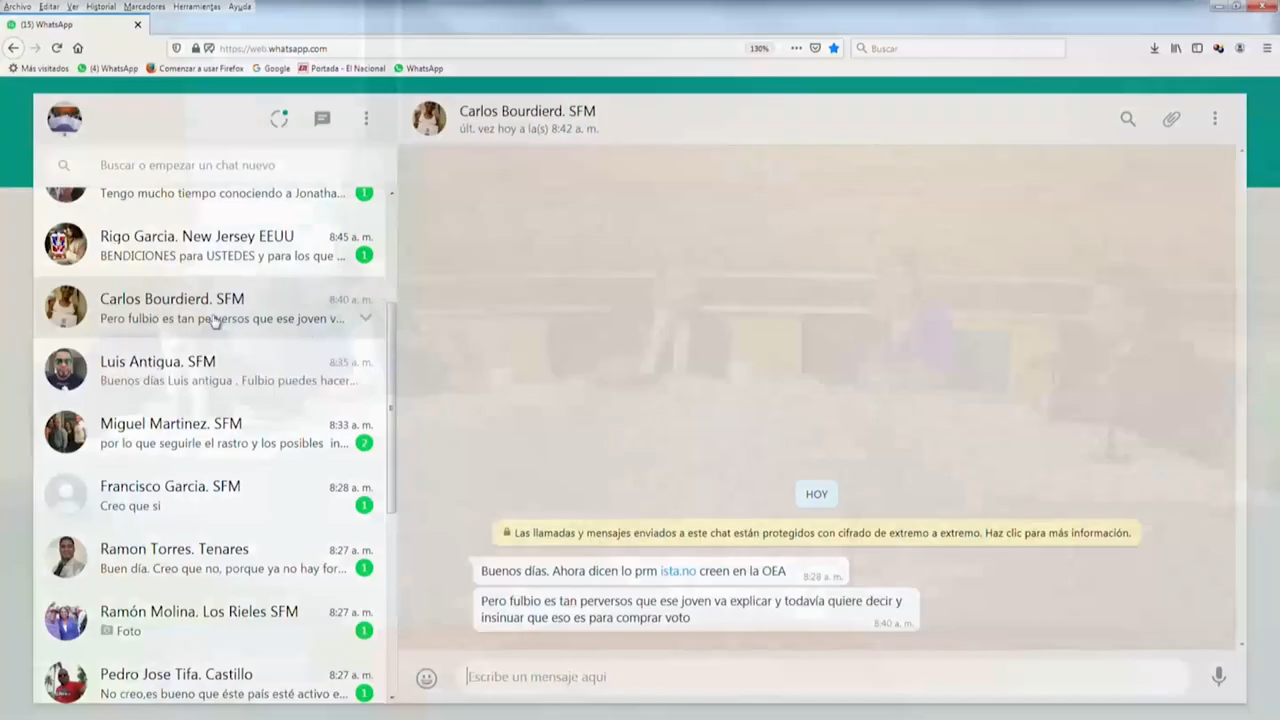 Archivo Editar Ver Historial Marcadores Herramientas Ayuda
(15) WhatsApp
https://web.whatsapp.com
130%
Buscar
Más visitados
(4) WhatsApp
Comenzar a usar Firefox
Google
Portada - El Nacional
WhatsApp
Carlos Bourdierd. SFM
últ. vez hoy a la(s) 8:42 a. m.
Buscar o empezar un chat nuevo
Tengo mucho tiempo conociendo a Jonatha...
1
Rigo Garcia. New Jersey EEUU
8:45 a. m.
BENDICIONES para USTEDES y para los que ...
1
Carlos Bourdierd. SFM
8:40 a. m.
Pero fulbio es tan perversos que ese joven v...
Luis Antigua. SFM
8:35 a. m.
Buenos días Luis antigua . Fulbio puedes hacer...
Miguel Martinez. SFM
8:33 a. m.
por lo que seguirle el rastro y los posibles in...
2
Francisco Garcia. SFM
8:28 a. m.
Creo que si
1
Ramon Torres. Tenares
8:27 a. m.
Buen día. Creo que no, porque ya no hay for...
1
Ramón Molina. Los Rieles SFM
8:27 a. m.
Foto
1
Pedro Jose Tifa. Castillo
8:27 a. m.
No creo,es bueno que éste país esté activo e...
1
HOY
Las llamadas y mensajes enviados a este chat están protegidos con cifrado de extremo a extremo. Haz clic para más información.
Buenos días. Ahora dicen lo prm ista.no creen en la OEA
8:28 a. m.
Pero fulbio es tan perversos que ese joven va explicar y todavía quiere decir y
insinuar que eso es para comprar voto
8:40 a. m.
Escribe un mensaje aqui